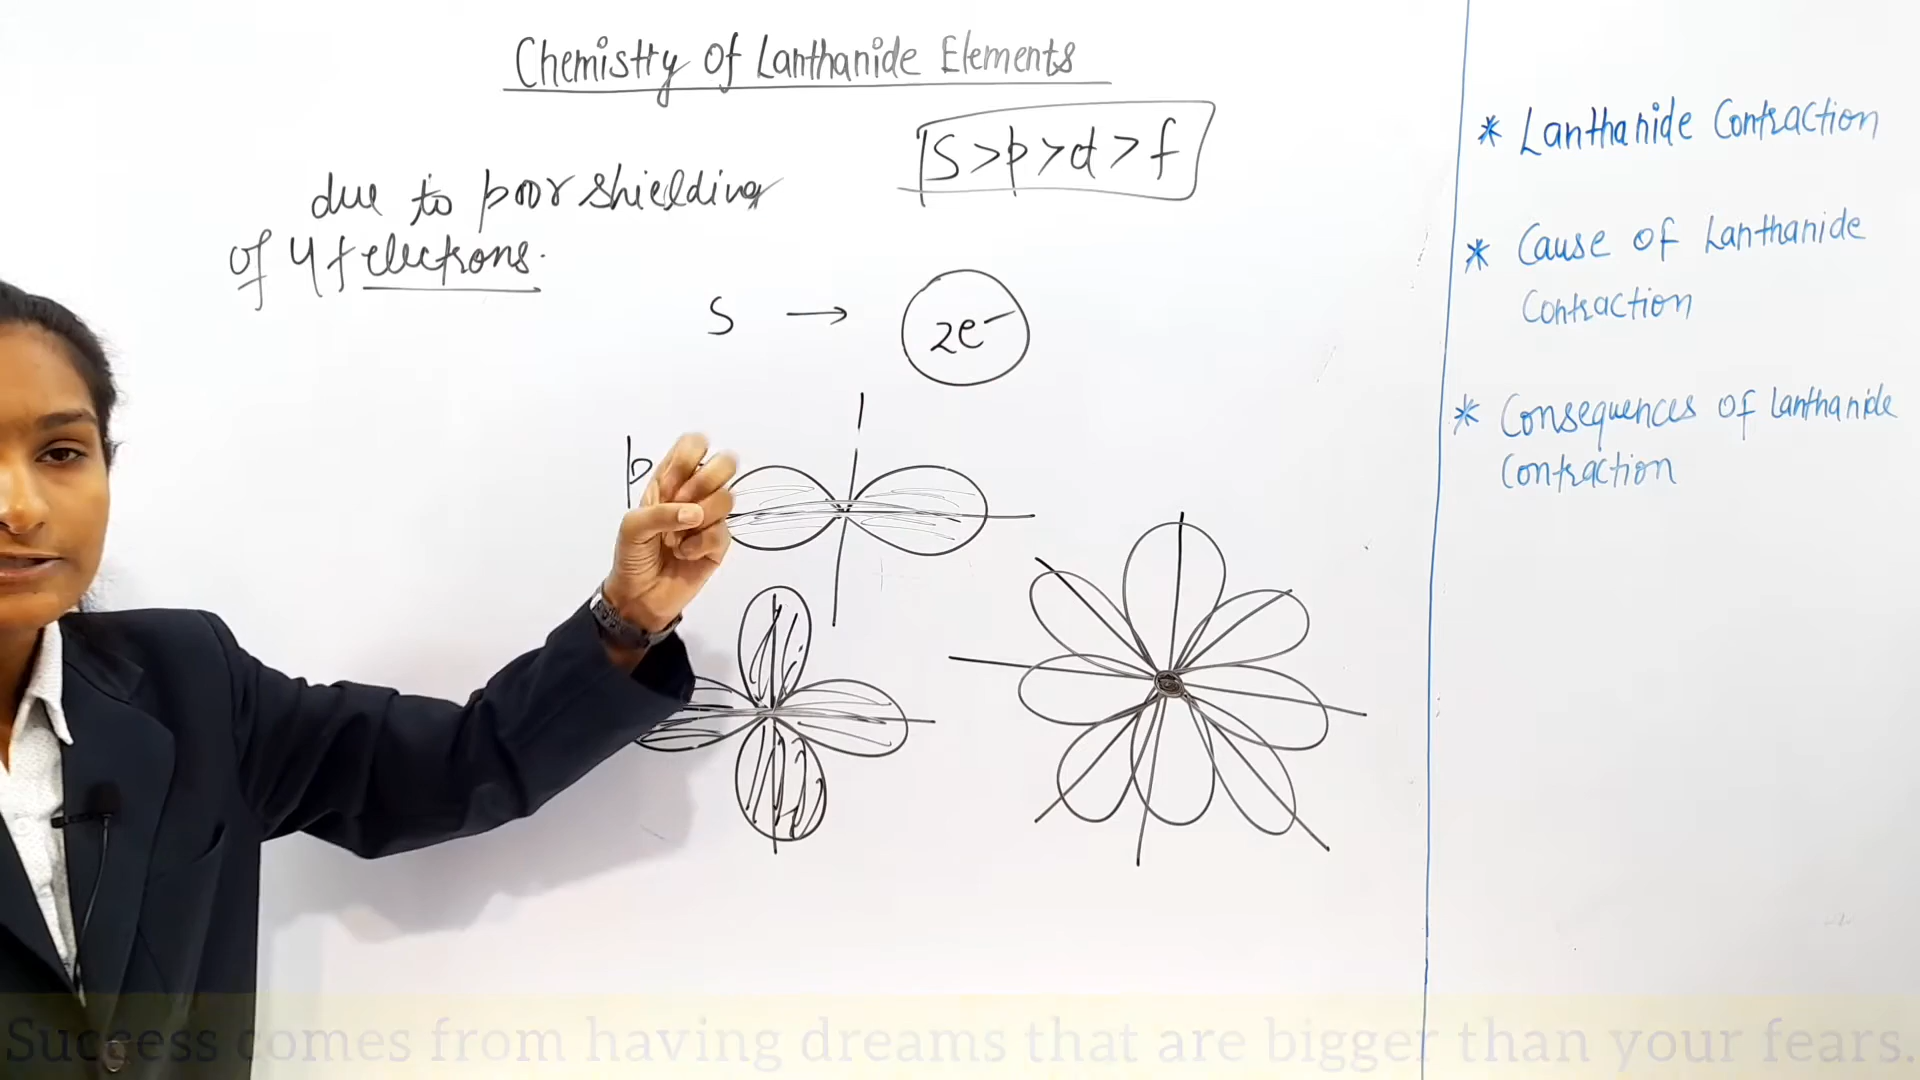 Chemistry Of Lanthanide Elements
S > p > d > f
due to poor shielding
of 4f electrons.
S → 2e⁻
p
* Lanthanide Contraction
* Cause of Lanthanide
Contraction
* Consequences of Lanthanide
Contraction
Success comes from having dreams that are bigger than your fears.